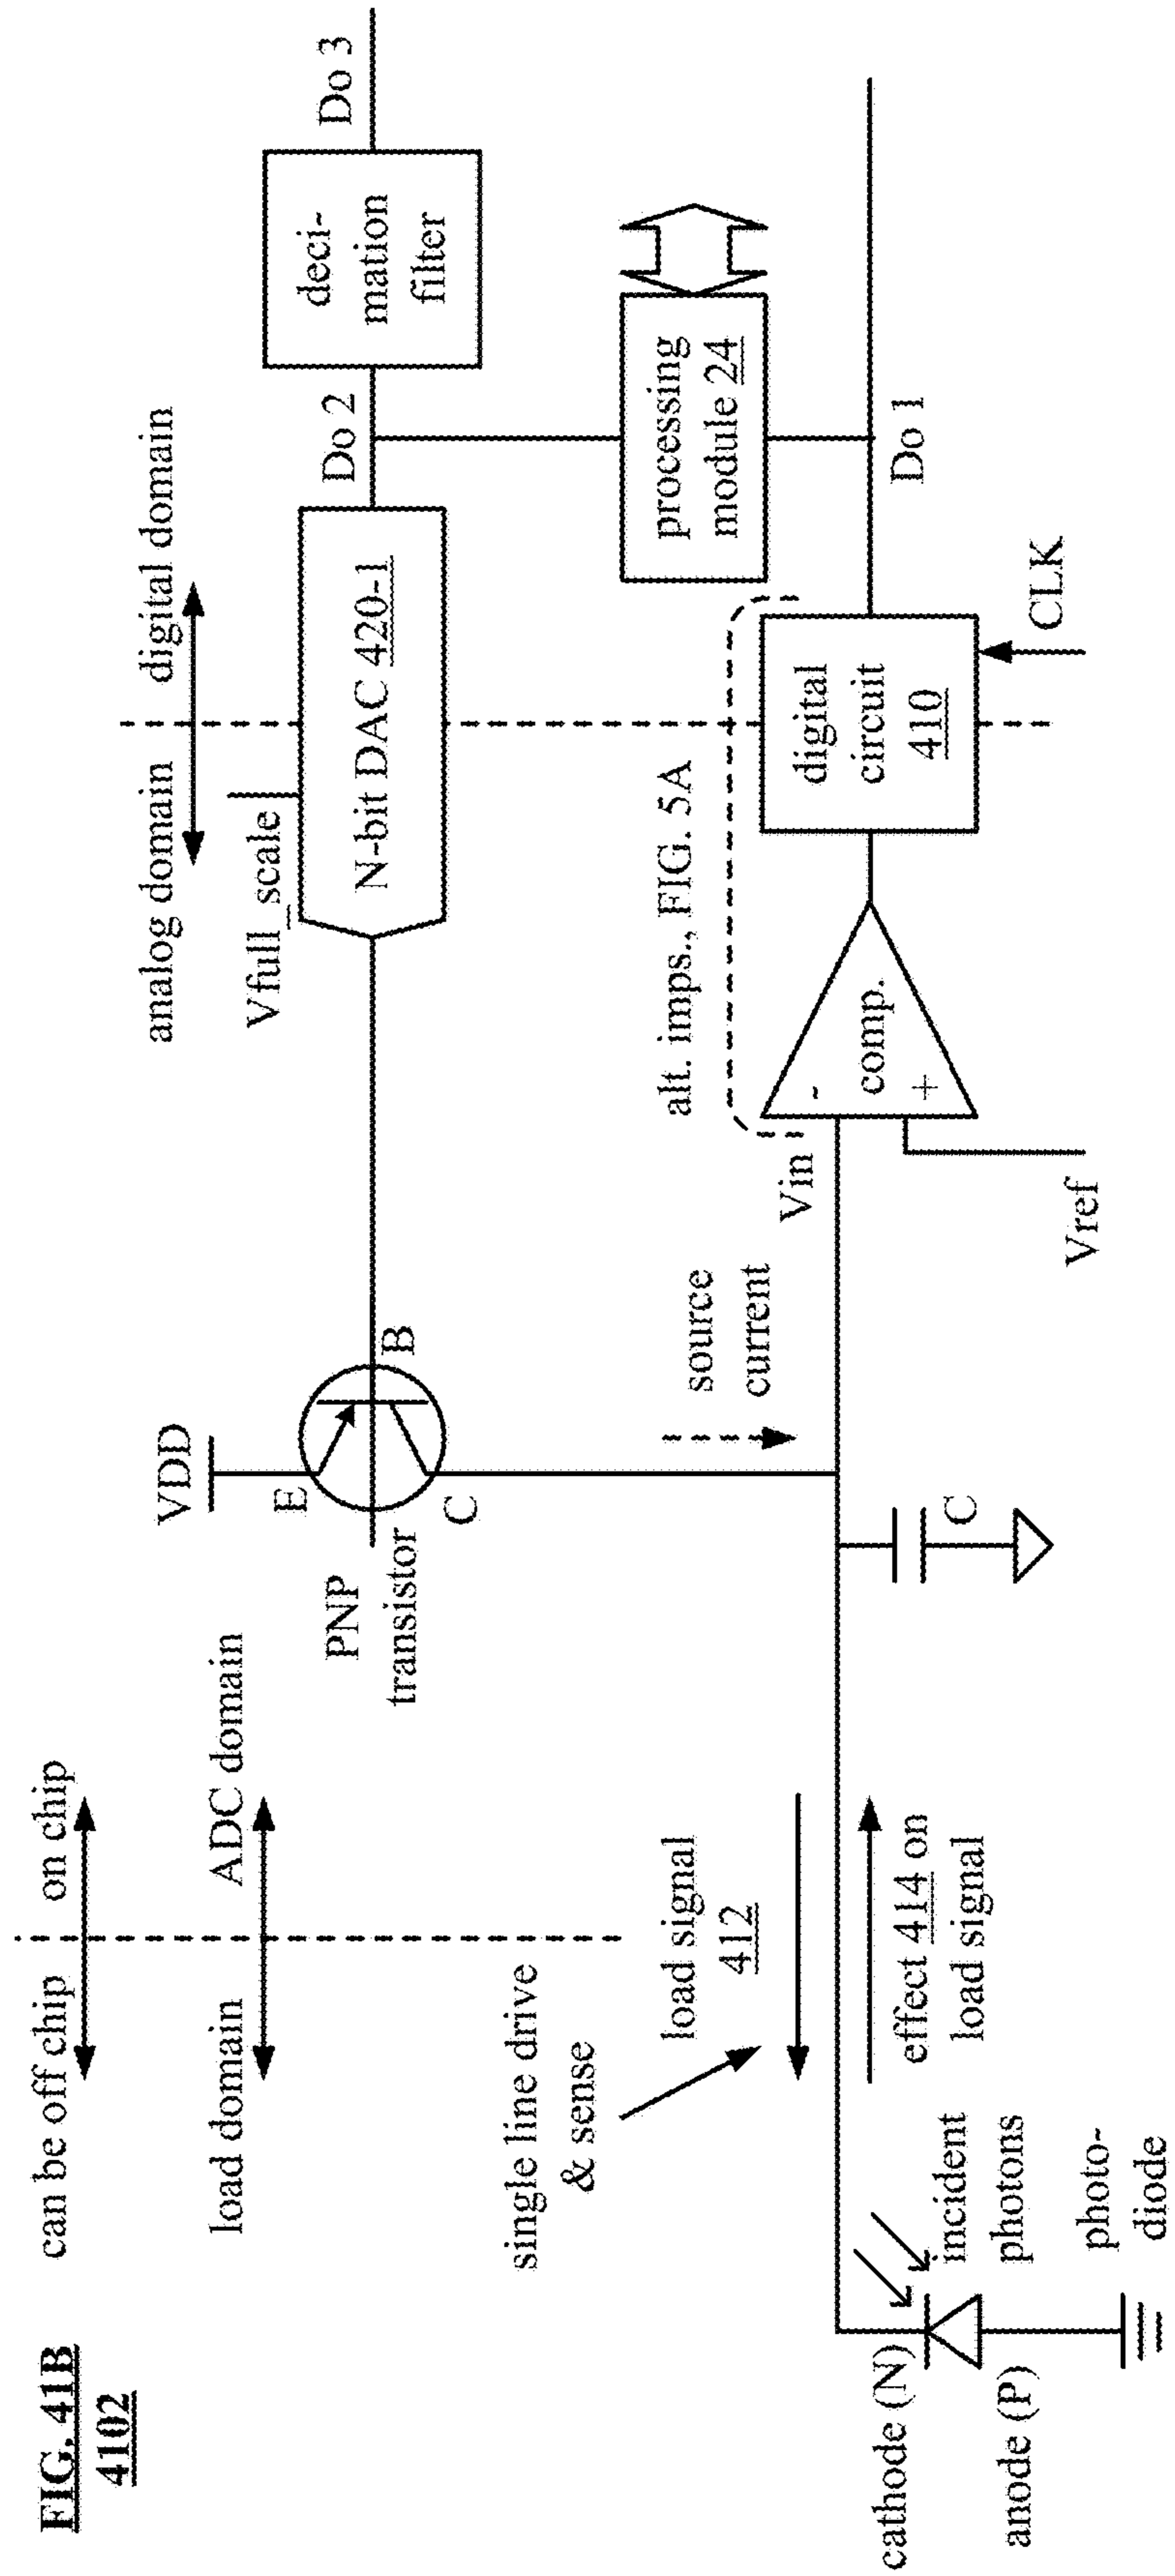 FIG. 41B
4102
can be off chip
on chip
load domain
ADC domain
analog domain
digital domain
VDD
E
B
C
PNP
transistor
Vfull_scale
N-bit DAC 420-1
Do 2
deci-
mation
filter
Do 3
single line drive
& sense
load signal
412
source
current
alt. imps., FIG. 5A
processing
module 24
Vin
-
+
comp.
digital
circuit
410
Do 1
CLK
Vref
C
effect 414 on
load signal
cathode (N)
anode (P)
incident
photons
photo-
diode